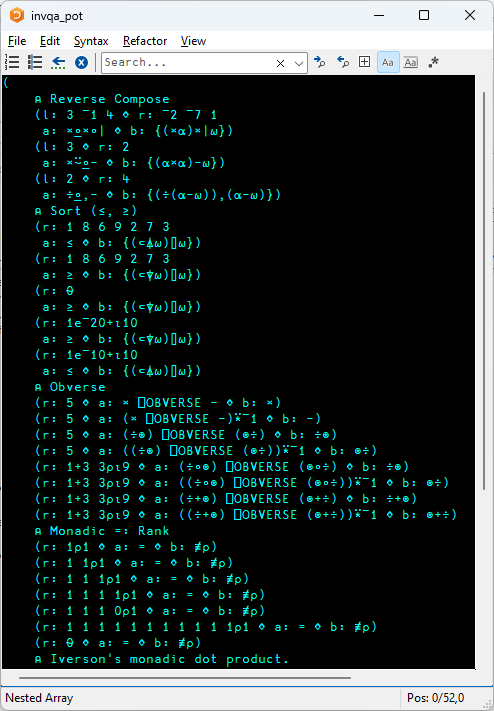 invqa_pot
File Edit Syntax Refactor View
Search...
Aa Aa .*
(
⍝ Reverse Compose
(l: 3 ¯1 4 ⋄ r: ¯2 ¯7 1
a: ×⍛×∘| ⋄ b: {(×⍺)×|⍵})
(l: 3 ⋄ r: 2
a: ×⍨⍛- ⋄ b: {(⍺×⍺)-⍵})
(l: 2 ⋄ r: 4
a: ÷⍛,- ⋄ b: {(÷(⍺-⍵)),(⍺-⍵)})
⍝ Sort (≤, ≥)
(r: 1 8 6 9 2 7 3
a: ≤ ⋄ b: {(⊂⍋⍵)⌷⍵})
(r: 1 8 6 9 2 7 3
a: ≥ ⋄ b: {(⊂⍒⍵)⌷⍵})
(r: ⍬
a: ≥ ⋄ b: {(⊂⍒⍵)⌷⍵})
(r: 1e¯20+⍳10
a: ≥ ⋄ b: {(⊂⍒⍵)⌷⍵})
(r: 1e¯10+⍳10
a: ≤ ⋄ b: {(⊂⍋⍵)⌷⍵})
⍝ Obverse
(r: 5 ⋄ a: × ⎕OBVERSE - ⋄ b: ×)
(r: 5 ⋄ a: (× ⎕OBVERSE -)⍣¯1 ⋄ b: -)
(r: 5 ⋄ a: (÷⍟) ⎕OBVERSE (⍟÷) ⋄ b: ÷⍟)
(r: 5 ⋄ a: ((÷⍟) ⎕OBVERSE (⍟÷))⍣¯1 ⋄ b: ⍟÷)
(r: 1+3 3⍴⍳9 ⋄ a: (÷∘⍟) ⎕OBVERSE (⍟∘÷) ⋄ b: ÷⍟)
(r: 1+3 3⍴⍳9 ⋄ a: ((÷∘⍟) ⎕OBVERSE (⍟∘÷))⍣¯1 ⋄ b: ⍟÷)
(r: 1+3 3⍴⍳9 ⋄ a: (÷+⍟) ⎕OBVERSE (⍟+÷) ⋄ b: ÷+⍟)
(r: 1+3 3⍴⍳9 ⋄ a: ((÷+⍟) ⎕OBVERSE (⍟+÷))⍣¯1 ⋄ b: ⍟+÷)
⍝ Monadic =: Rank
(r: 1⍴1 ⋄ a: = ⋄ b: ≢⍴)
(r: 1 1⍴1 ⋄ a: = ⋄ b: ≢⍴)
(r: 1 1 1⍴1 ⋄ a: = ⋄ b: ≢⍴)
(r: 1 1 1 1⍴1 ⋄ a: = ⋄ b: ≢⍴)
(r: 1 1 1 0⍴1 ⋄ a: = ⋄ b: ≢⍴)
(r: 1 1 1 1 1 1 1 1 1 1⍴1 ⋄ a: = ⋄ b: ≢⍴)
(r: ⍬ ⋄ a: = ⋄ b: ≢⍴)
⍝ Iverson's monadic dot product.
Nested Array Pos: 0/52,0